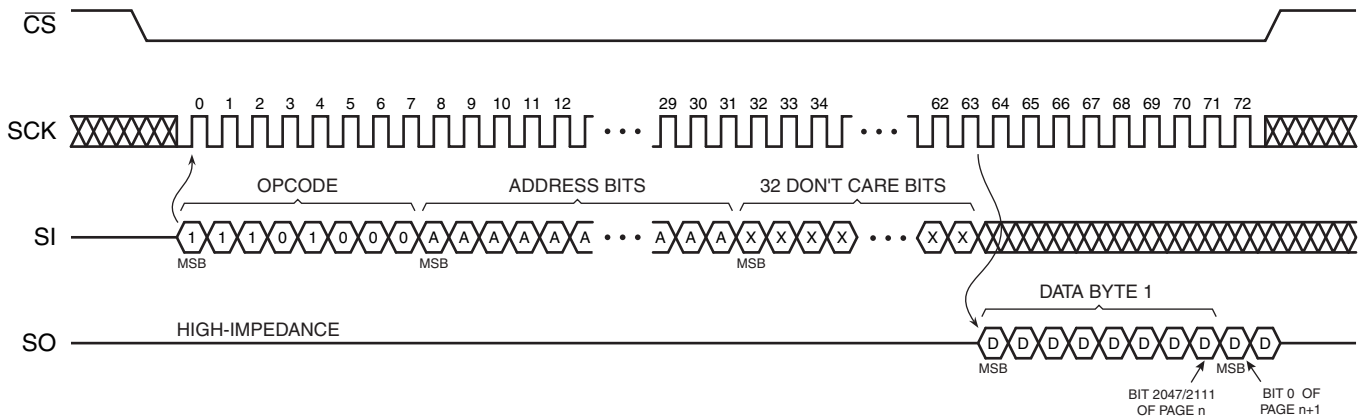 CS
0 1 2 3 4 5 6 7 8 9 10 11 12 29 30 31 32 33 34 62 63 64 65 66 67 68 69 70 71 72
SCK
OPCODE ADDRESS BITS 32 DON'T CARE BITS
SI 1 1 1 0 1 0 0 0 A A A A A A • • • A A A X X X X • • • X X
MSB MSB MSB
DATA BYTE 1
HIGH-IMPEDANCE
SO D D D D D D D D D D
MSB MSB
BIT 2047/2111
OF PAGE n
BIT 0 OF
PAGE n+1